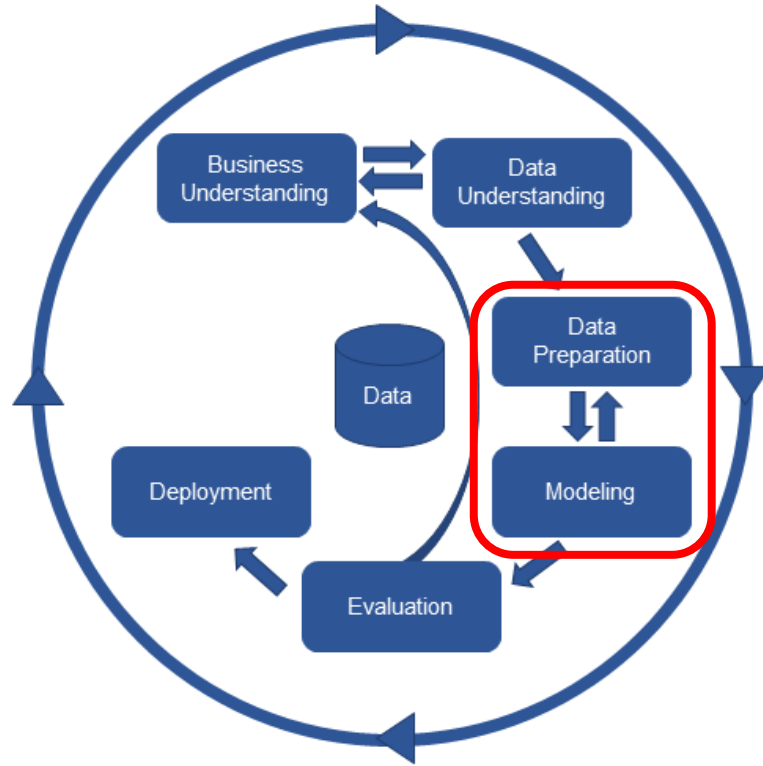 Business
Understanding
Data
Understanding
Data
Preparation
Data
Modeling
Deployment
Evaluation